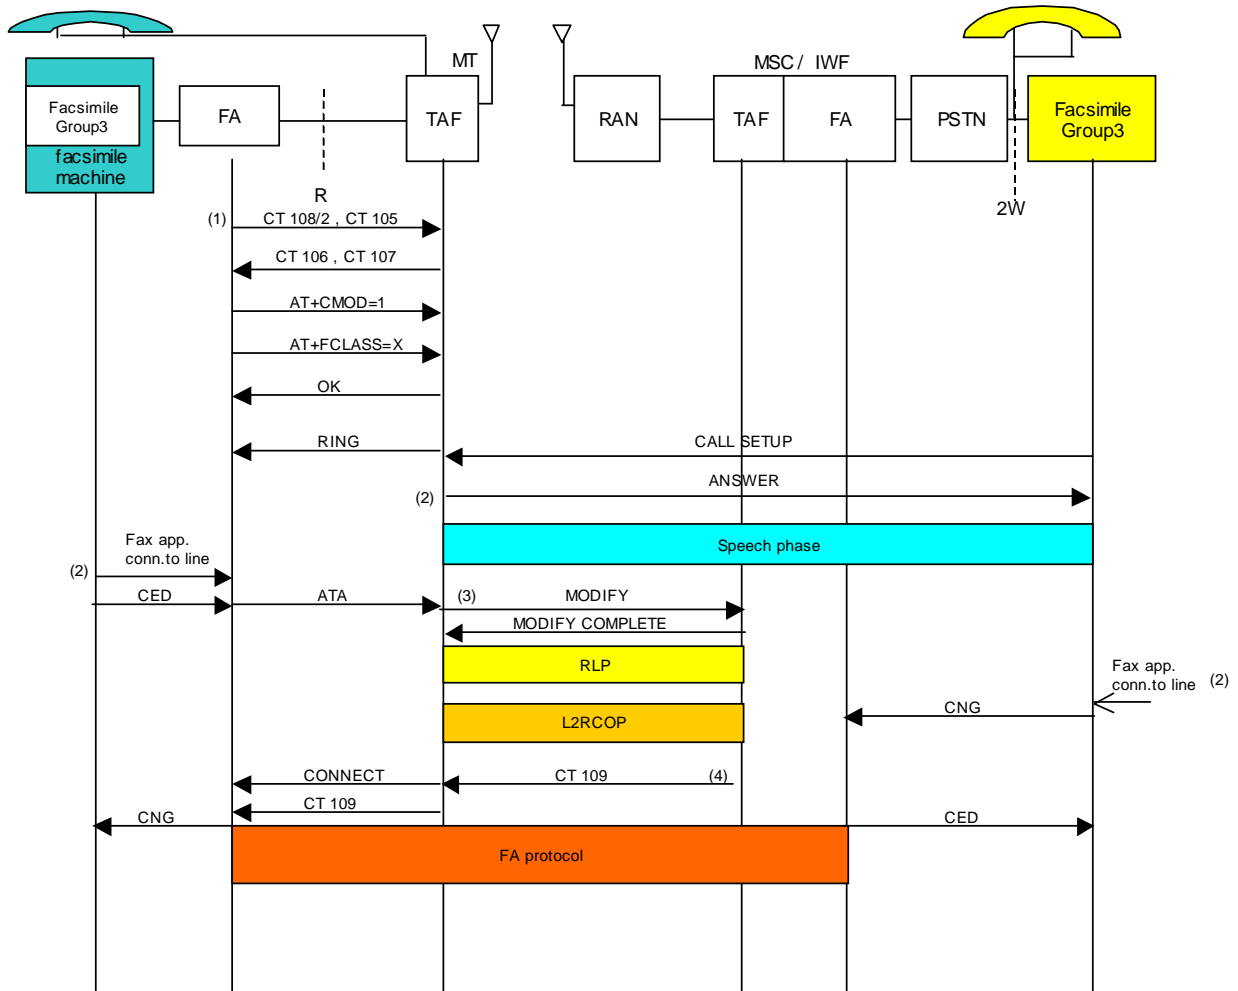 MT
MSC / IWF
Facsimile
Group3
facsimile
machine
FA
TAF
RAN
TAF
FA
PSTN
Facsimile
Group3
R
2W
(1)
CT 108/2 , CT 105
CT 106 , CT 107
AT+CMOD=1
AT+FCLASS=X
OK
RING
CALL SETUP
(2)
ANSWER
Speech phase
Fax app.
conn.to line
(2)
CED
ATA
(3)
MODIFY
MODIFY COMPLETE
RLP
Fax app.
conn.to line
(2)
CNG
L2RCOP
CONNECT
CT 109
(4)
CT 109
CNG
CED
FA protocol